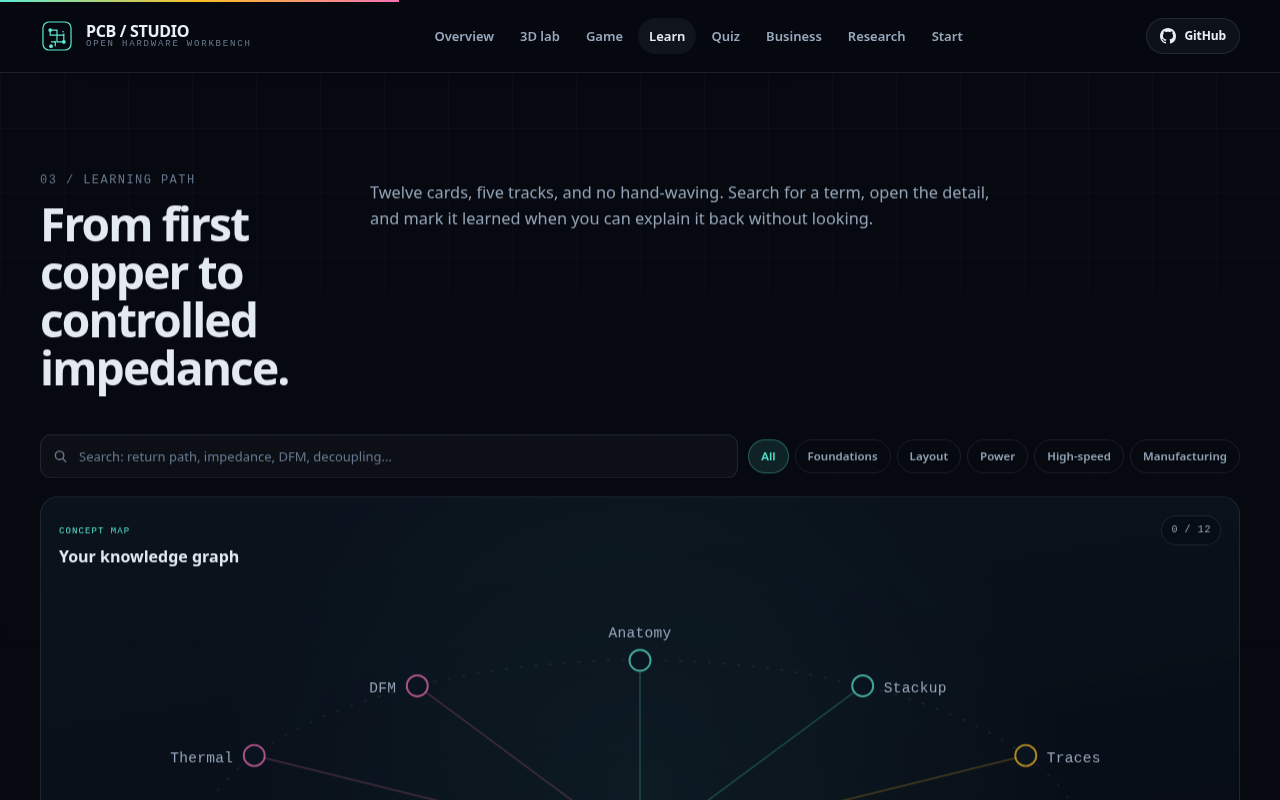 PCB / STUDIO
OPEN HARDWARE WORKBENCH
Overview
3D lab
Game
Learn
Quiz
Business
Research
Start
GitHub
03 / LEARNING PATH
From first
copper to
controlled
impedance.
Twelve cards, five tracks, and no hand-waving. Search for a term, open the detail,
and mark it learned when you can explain it back without looking.
Search: return path, impedance, DFM, decoupling...
All
Foundations
Layout
Power
High-speed
Manufacturing
CONCEPT MAP
Your knowledge graph
0 / 12
Anatomy
DFM
Stackup
Thermal
Traces